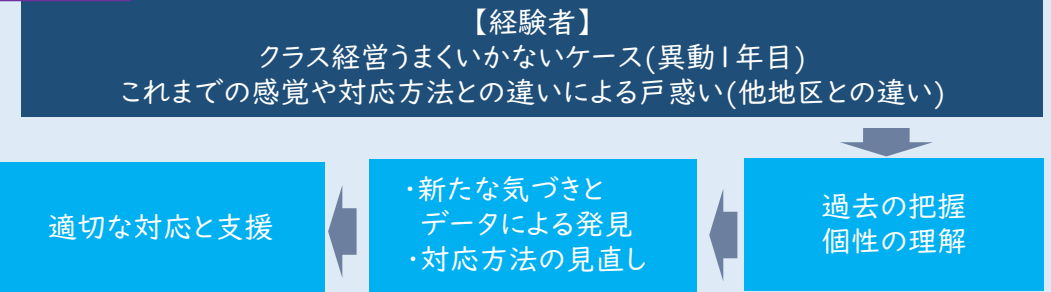 【経験者】
クラス経営うまくいかないケース(異動1年目)
これまでの感覚や対応方法との違いによる戸惑い(他地区との違い)
過去の把握
個性の理解
・新たな気づきと
データによる発見
・対応方法の見直し
適切な対応と支援